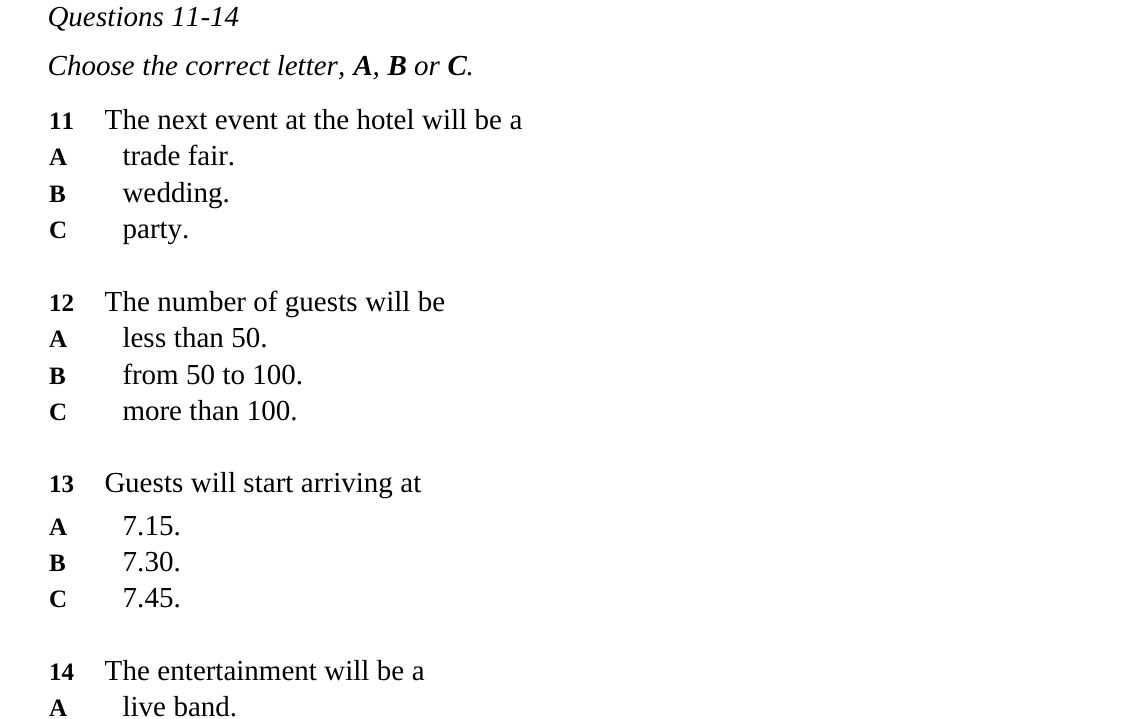 Questions 11-14
Choose the correct letter, A, B or C.
11 The next event at the hotel will be a
A trade fair.
B wedding.
C party.
12 The number of guests will be
A less than 50.
B from 50 to 100.
C more than 100.
13 Guests will start arriving at
A 7.15.
B 7.30.
C 7.45.
14 The entertainment will be a
A live band.